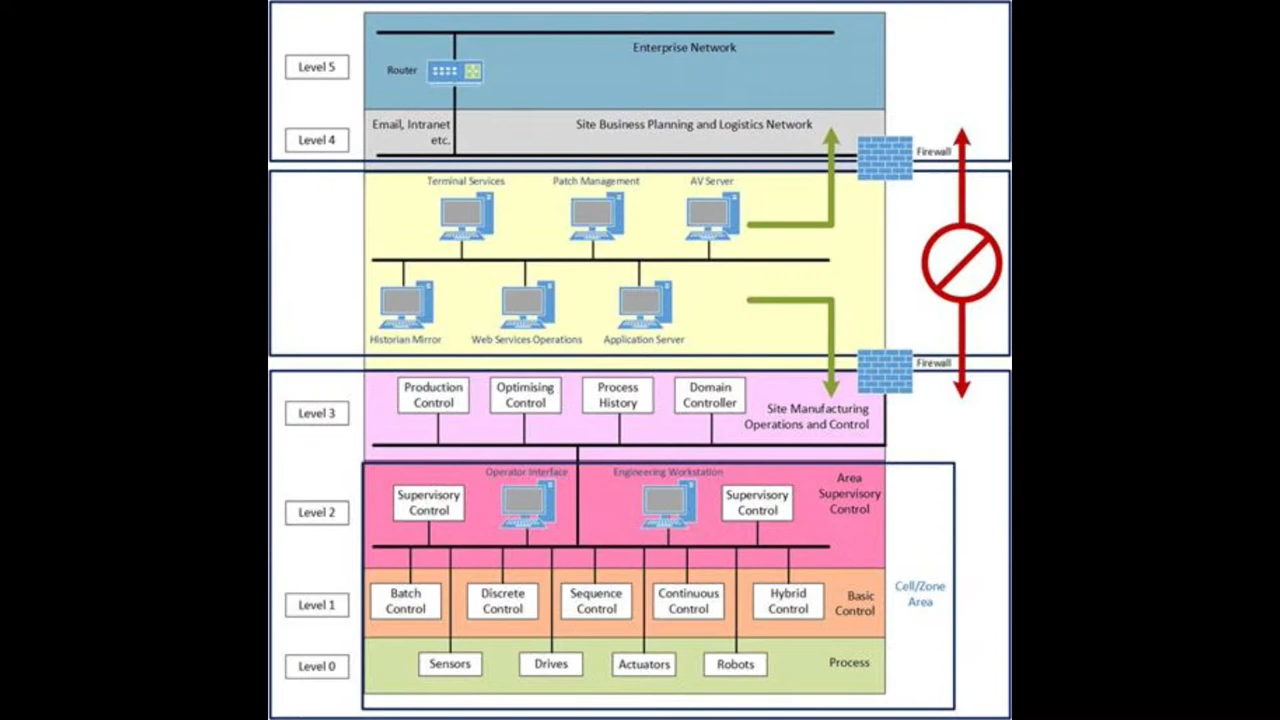 Enterprise Network
Level 5
Router
Email, Intranet
etc.
Site Business Planning and Logistics Network
Level 4
Firewall
Terminal Services
Patch Management
AV Server
Historian Mirror
Web Services Operations
Application Server
Firewall
Level 3
Production
Control
Optimising
Control
Process
History
Domain
Controller
Site Manufacturing
Operations and Control
Operator Interface
Engineering Workstation
Area
Supervisory
Control
Level 2
Supervisory
Control
Supervisory
Control
Level 1
Batch
Control
Discrete
Control
Sequence
Control
Continuous
Control
Hybrid
Control
Basic
Control
Cell/Zone
Area
Level 0
Sensors
Drives
Actuators
Robots
Process